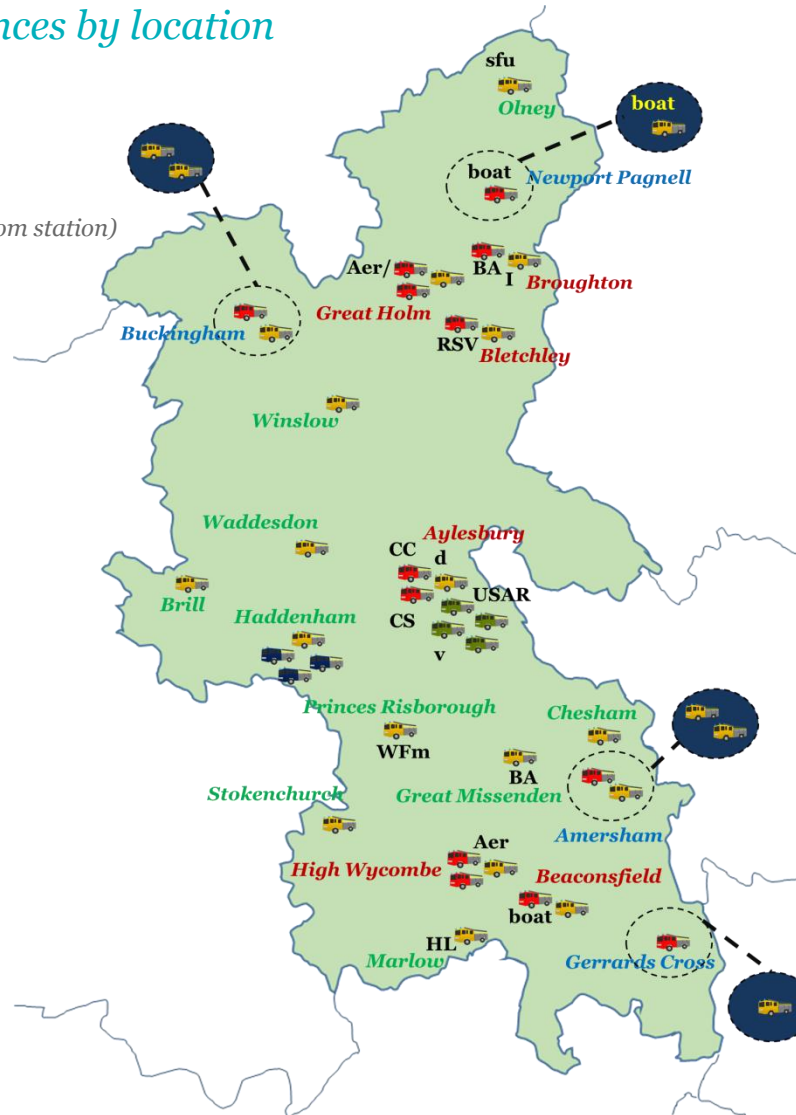 nces by location
sfu
Olney
boat
boat
Newport Pagnell
om station)
Aer/
BA
I
Broughton
Great Holm
Buckingham
RSV
Bletchley
Winslow
Waddesdon
Aylesbury
CC
d
Brill
USAR
Haddenham
CS
v
Princes Risborough
Chesham
WFm
BA
Stokenchurch
Great Missenden
Amersham
Aer
High Wycombe
Beaconsfield
boat
HL
Marlow
Gerrards Cross